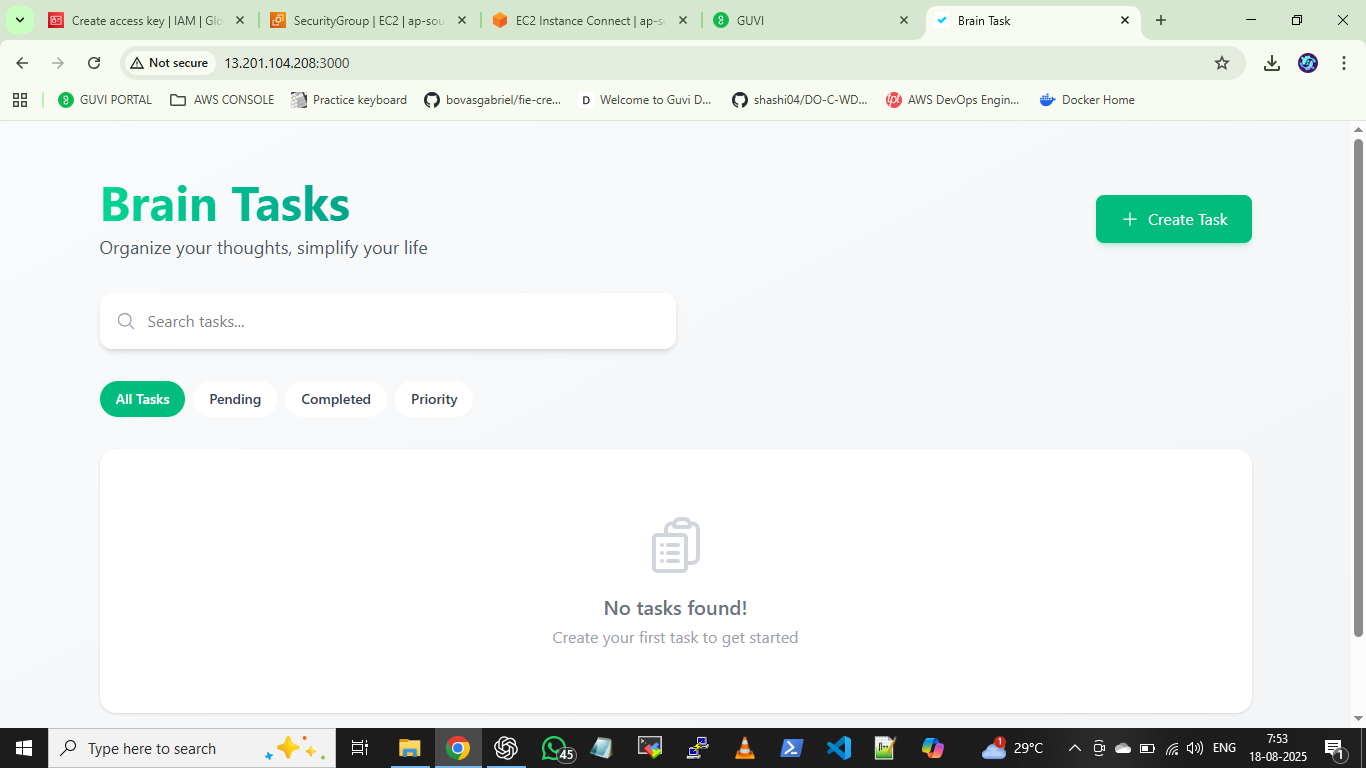 Create access key | IAM | Glo
SecurityGroup | EC2 | ap-sou
EC2 Instance Connect | ap-so
GUVI
Brain Task
Not secure
13.201.104.208:3000
GUVI PORTAL
AWS CONSOLE
Practice keyboard
bovasgabriel/fie-cre...
D
Welcome to Guvi D...
shashi04/DO-C-WD...
lpt
AWS DevOps Engin...
Docker Home
Brain Tasks
Organize your thoughts, simplify your life
Create Task
Search tasks...
All Tasks
Pending
Completed
Priority
No tasks found!
Create your first task to get started
Type here to search
45
1
29°C
ENG
7:53
18-08-2025
1